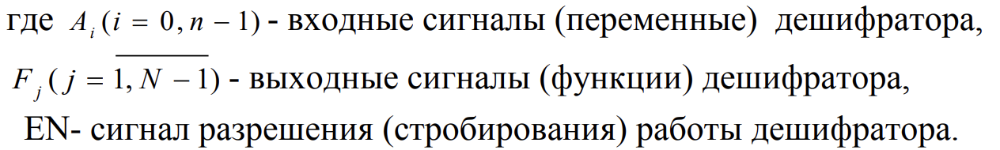 где A_i (i = 0, n − 1) - входные сигналы (переменные) дешифратора,
F_j (j = \overline{1, N − 1}) - выходные сигналы (функции) дешифратора,
EN- сигнал разрешения (стробирования) работы дешифратора.